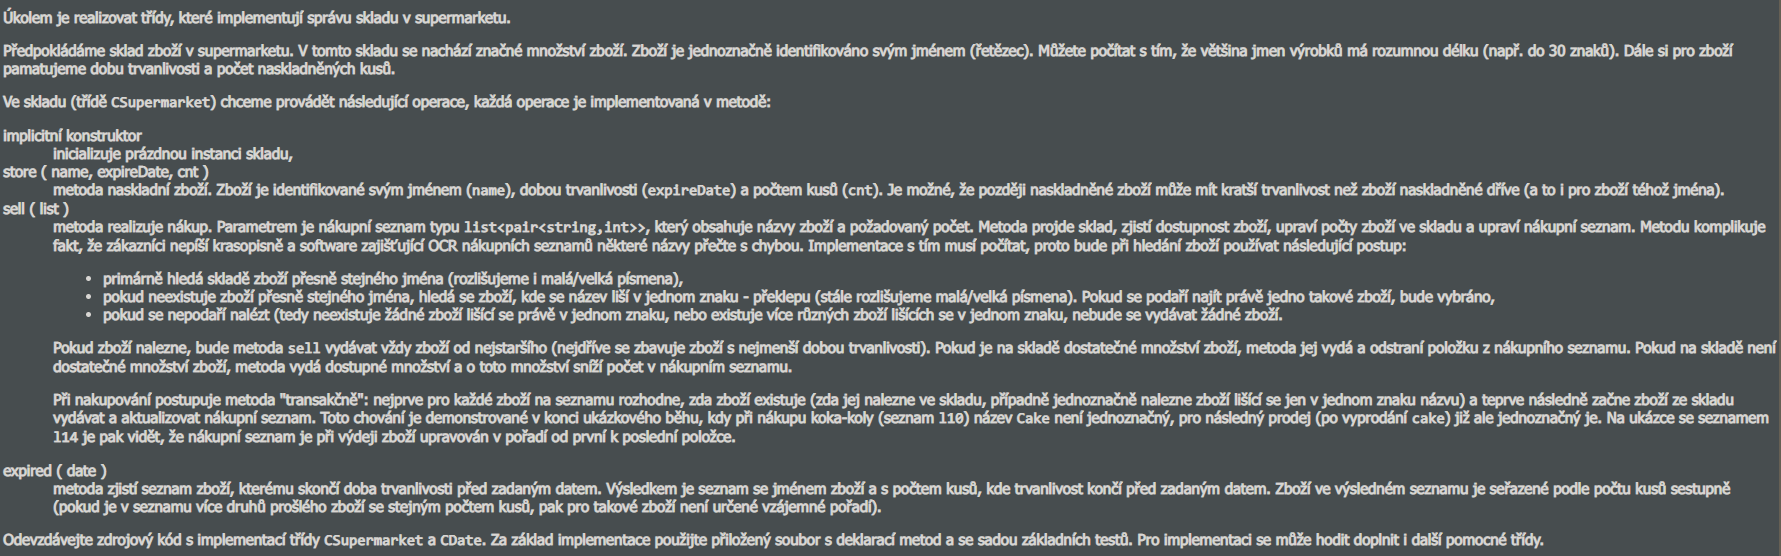 Úkolem je realizovat třídy, které implementují správu skladu v supermarketu.
Předpokládáme sklad zboží v supermarketu. V tomto skladu se nachází značné množství zboží. Zboží je jednoznačně identifikováno svým jménem (řetězec). Můžete počítat s tím, že většina jmen výrobků má rozumnou délku (např. do 30 znaků). Dále si pro zboží
pamatujeme dobu trvanlivosti a počet naskladněných kusů.
Ve skladu (třídě CSupermarket) chceme provádět následující operace, každá operace je implementovaná v metodě:
implicitní konstruktor
inicializuje prázdnou instanci skladu,
store ( name, expireDate, cnt )
metoda naskladní zboží. Zboží je identifikované svým jménem (name), dobou trvanlivosti (expireDate) a počtem kusů (cnt). Je možné, že později naskladněné zboží může mít kratší trvanlivost než zboží naskladněné dříve (a to i pro zboží téhož jména).
sell ( list )
metoda realizuje nákup. Parametrem je nákupní seznam typu list<pair<string,int>>, který obsahuje názvy zboží a požadovaný počet. Metoda projde sklad, zjistí dostupnost zboží, upraví počty zboží ve skladu a upraví nákupní seznam. Metodu komplikuje
fakt, že zákazníci nepíší krasopisně a software zajišťující OCR nákupních seznamů některé názvy přečte s chybou. Implementace s tím musí počítat, proto bude při hledání zboží používat následující postup:
• primárně hledá skladě zboží přesně stejného jména (rozlišujeme i malá/velká písmena),
• pokud neexistuje zboží přesně stejného jména, hledá se zboží, kde se název liší v jednom znaku - překlepu (stále rozlišujeme malá/velká písmena). Pokud se podaří najít právě jedno takové zboží, bude vybráno,
• pokud se nepodaří nalézt (tedy neexistuje žádné zboží lišící se právě v jednom znaku, nebo existuje více různých zboží lišících se v jednom znaku, nebude se vydávat žádné zboží.
Pokud zboží nalezne, bude metoda sell vydávat vždy zboží od nejstaršího (nejdříve se zbavuje zboží s nejmenší dobou trvanlivosti). Pokud je na skladě dostatečné množství zboží, metoda jej vydá a odstraní položku z nákupního seznamu. Pokud na skladě není
dostatečné množství zboží, metoda vydá dostupné množství a o toto množství sníží počet v nákupním seznamu.
Při nakupování postupuje metoda "transakčně": nejprve pro každé zboží na seznamu rozhodne, zda zboží existuje (zda jej nalezne ve skladu, případně jednoznačně nalezne zboží lišící se jen v jednom znaku názvu) a teprve následně začne zboží ze skladu
vydávat a aktualizovat nákupní seznam. Toto chování je demonstrované v konci ukázkového běhu, kdy při nákupu koka-koly (seznam l10) název Cake není jednoznačný, pro následný prodej (po vyprodání cake) již ale jednoznačný je. Na ukázce se seznamem
l14 je pak vidět, že nákupní seznam je při výdeji zboží upravován v pořadí od první k poslední položce.
expired ( date )
metoda zjistí seznam zboží, kterému skončí doba trvanlivosti před zadaným datem. Výsledkem je seznam se jménem zboží a s počtem kusů, kde trvanlivost končí před zadaným datem. Zboží ve výsledném seznamu je seřazené podle počtu kusů sestupně
(pokud je v seznamu více druhů prošlého zboží se stejným počtem kusů, pak pro takové zboží není určené vzájemné pořadí).
Odevzdávejte zdrojový kód s implementací třídy CSupermarket a CDate. Za základ implementace použijte přiložený soubor s deklarací metod a se sadou základních testů. Pro implementaci se může hodit doplnit i další pomocné třídy.